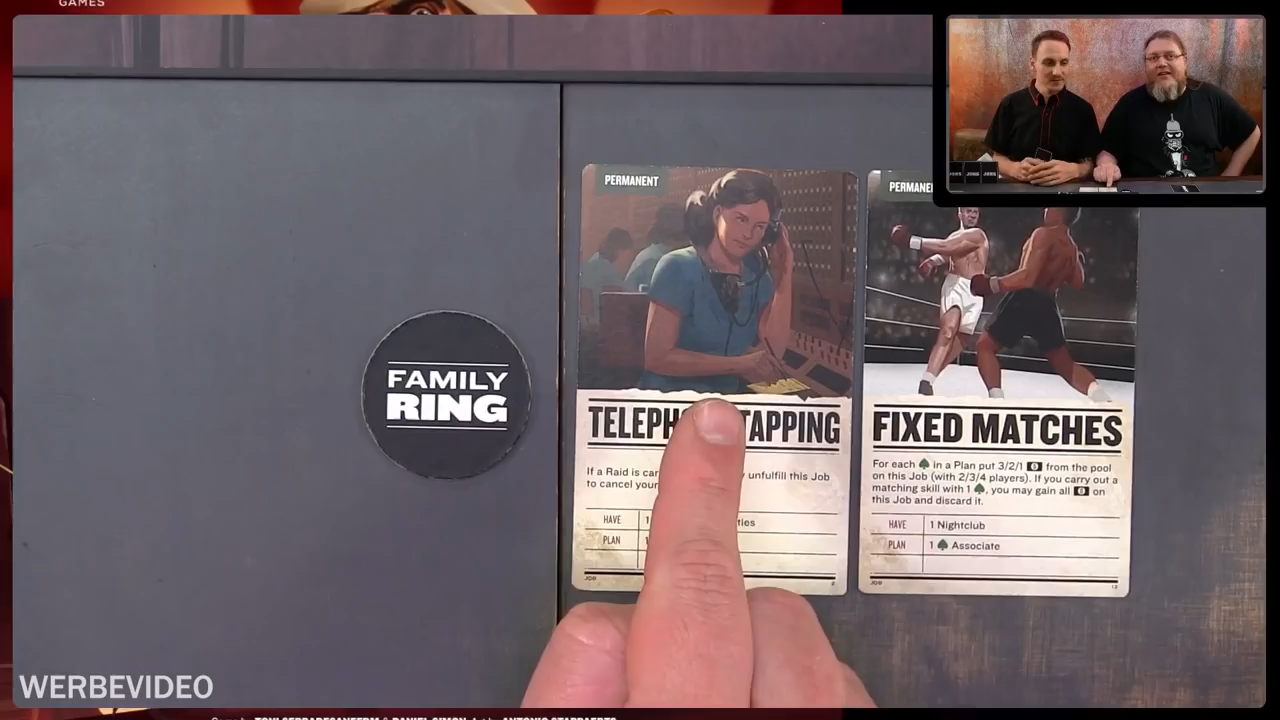 GAMES
PERMANENT
TELEPH TAPPING
If a Raid is unfulfill this Job
to cancel your
HAVE 1
PLAN
JOB
FAMILY
RING
FIXED MATCHES
For each ♠ in a Plan put 3/2/1 from the pool
on this Job (with 2/3/4 players). If you carry out a
matching skill with 1 ♠, you may gain all on
this Job and discard it.
HAVE 1 Nightclub
PLAN 1 ♠ Associate
JOB 12
WERBEVIDEO